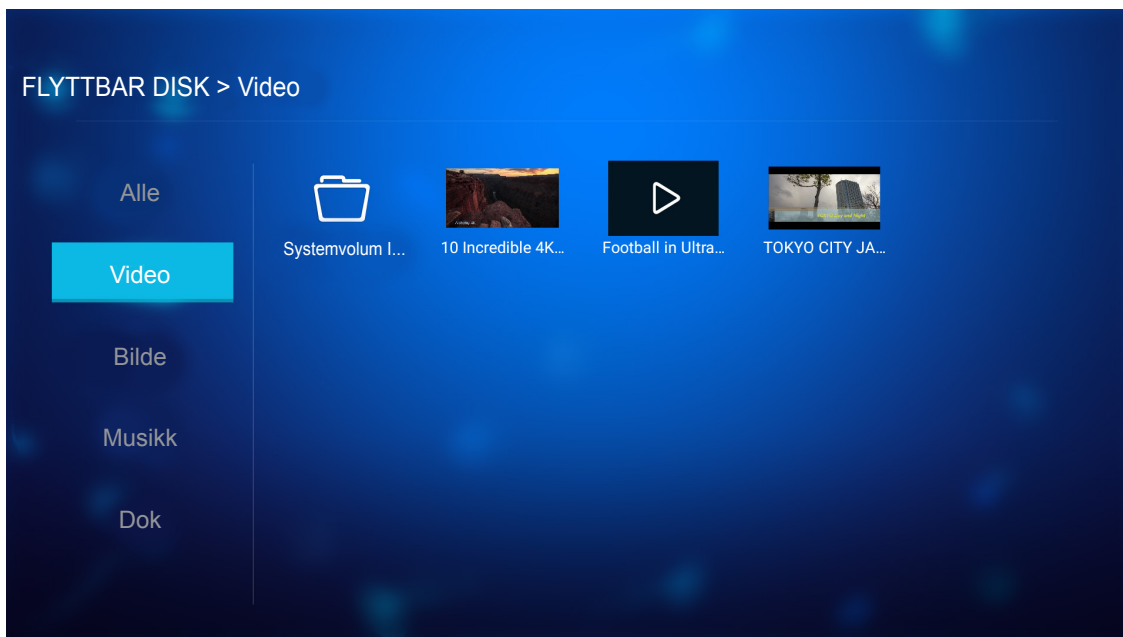 FLYTTBAR DISK > Video
Alle
Video
Bilde
Musikk
Dok
Systemvolum I...
10 Incredible 4K...
Football in Ultra...
TOKYO CITY JA...